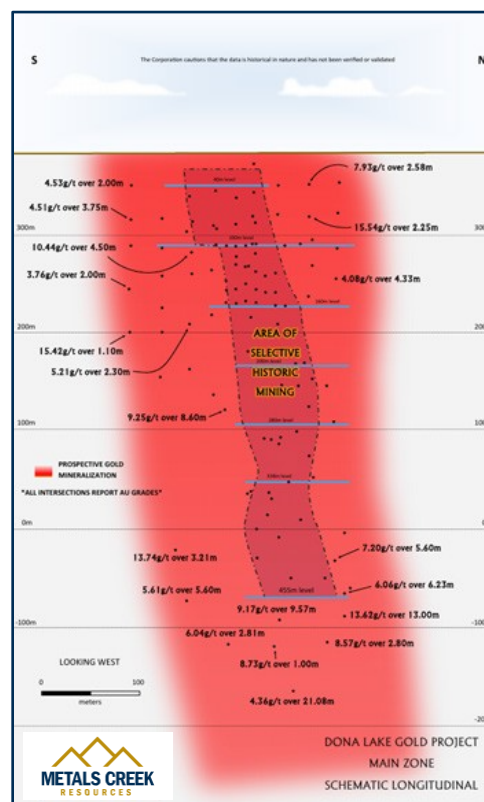 S
N
The Corporation cautions that the data is historical in nature and has not been verified or validated
7.93g/t over 2.58m
4.53g/t over 2.00m
4.51g/t over 3.75m
15.54g/t over 2.25m
300m
300m
10.44g/t over 4.50m
3.76g/t over 2.00m
4.08g/t over 4.33m
200m
200m
15.42g/t over 1.10m
5.21g/t over 2.30m
AREA OF
SELECTIVE
HISTORIC
MINING
9.25g/t over 8.60m
100m
100m
PROSPECTIVE GOLD
MINERALIZATION
*ALL INTERSECTIONS REPORT AU GRADES*
0m
0m
13.74g/t over 3.21m
7.20g/t over 5.60m
5.61g/t over 5.60m
455m level
6.06g/t over 6.23m
9.17g/t over 9.57m
13.62g/t over 13.00m
-100m
-100
6.04g/t over 2.81m
8.57g/t over 2.80m
8.73g/t over 1.00m
LOOKING WEST
0
100
meters
4.36g/t over 21.08m
-20
DONA LAKE GOLD PROJECT
MAIN ZONE
SCHEMATIC LONGITUDINAL
METALS CREEK
RESOURCES